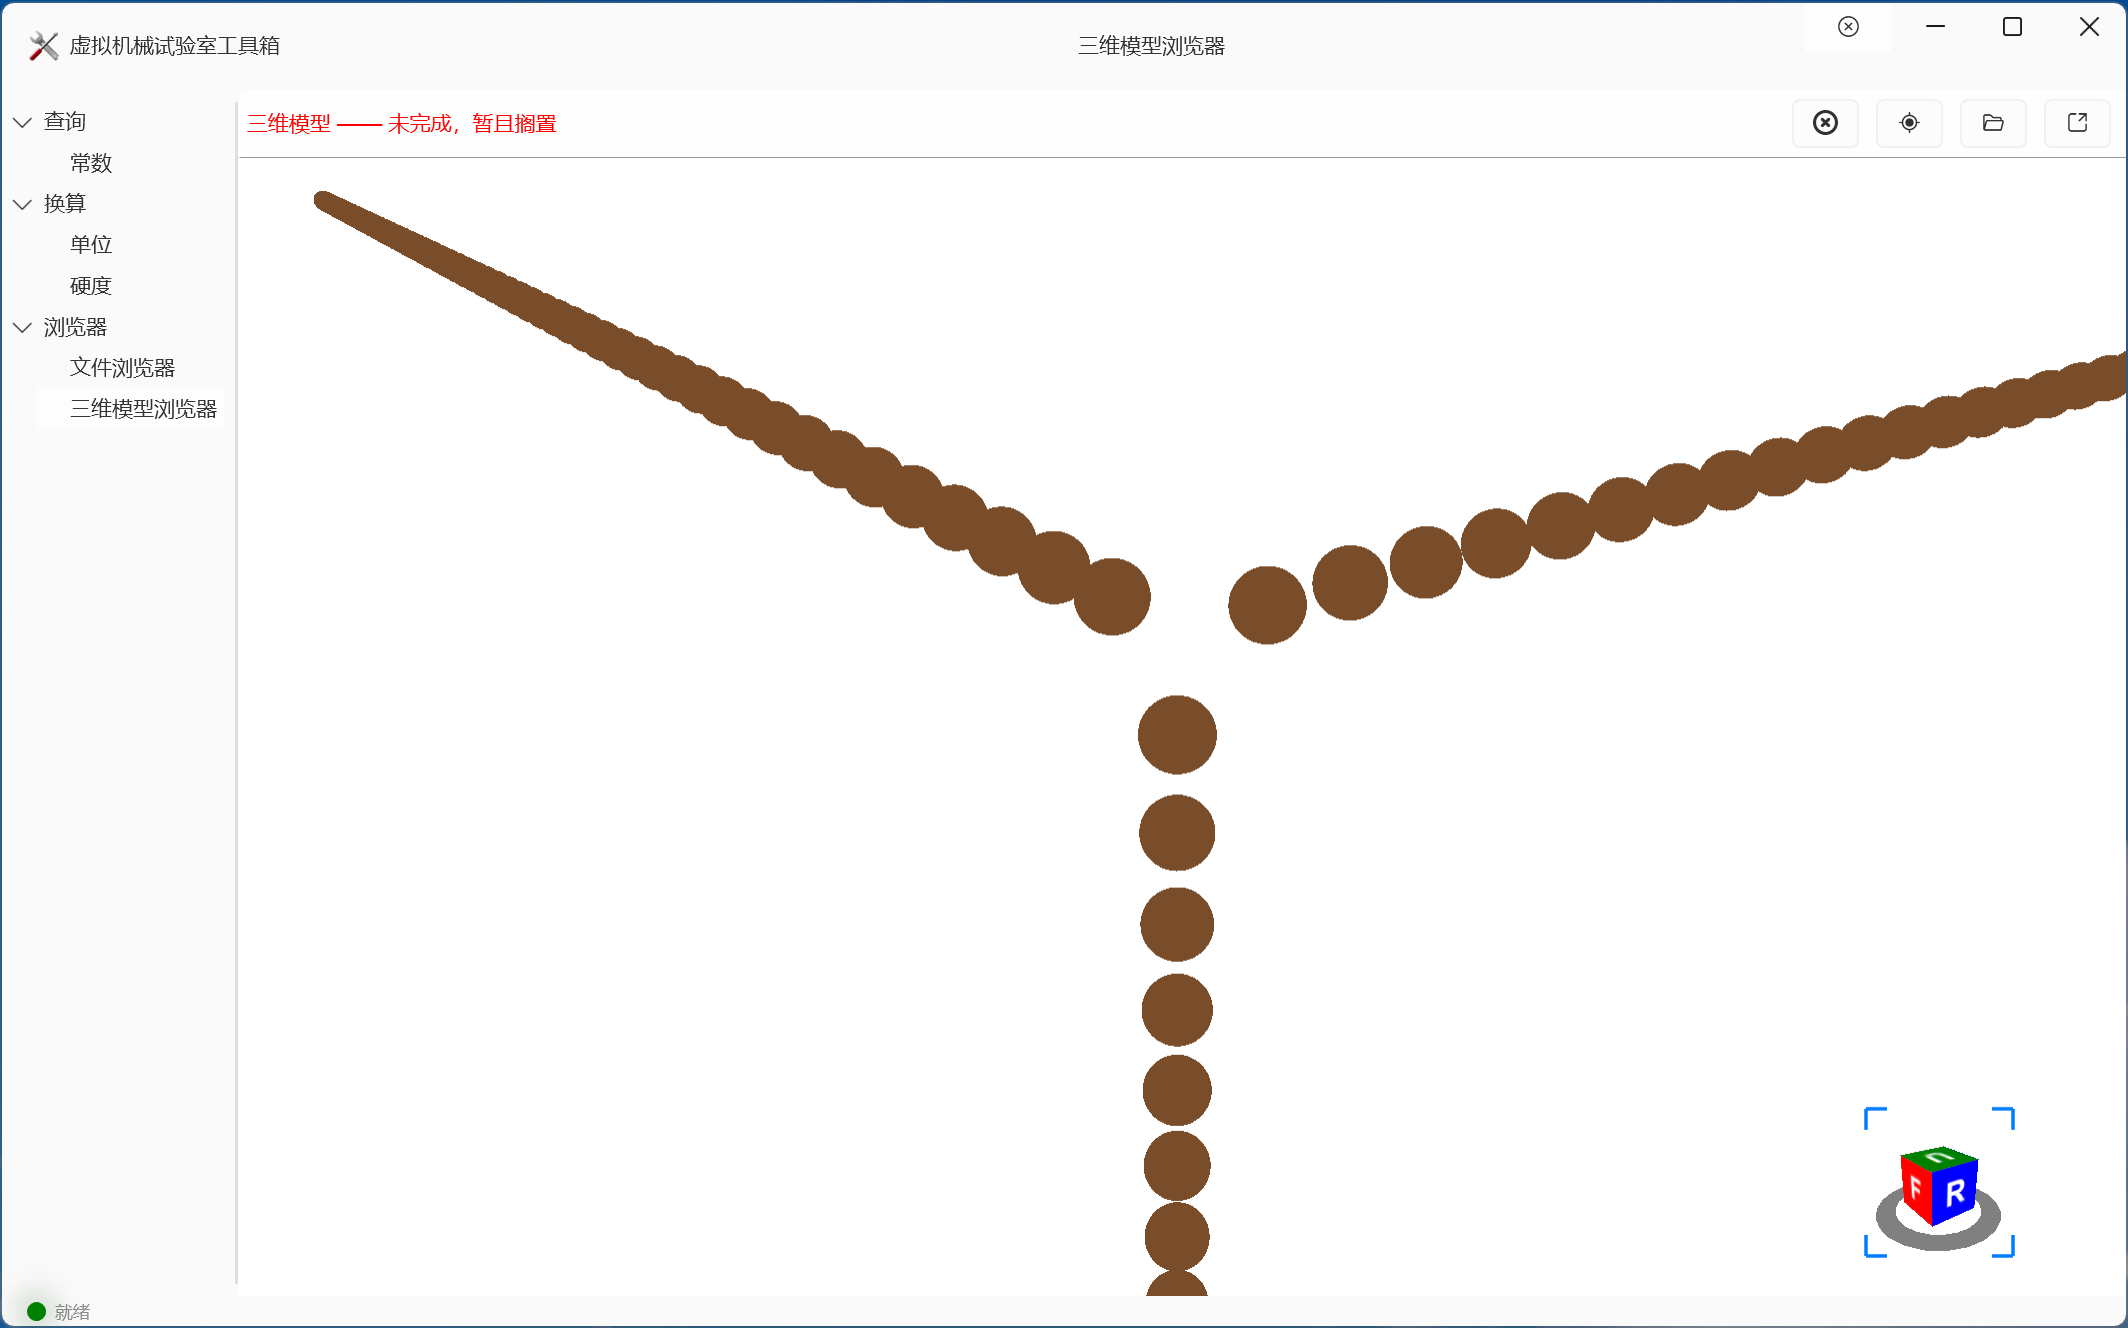 虚拟机械试验室工具箱
三维模型浏览器
查询
常数
换算
单位
硬度
浏览器
文件浏览器
三维模型浏览器
三维模型 —— 未完成，暂且搁置
U
F
R
就绪